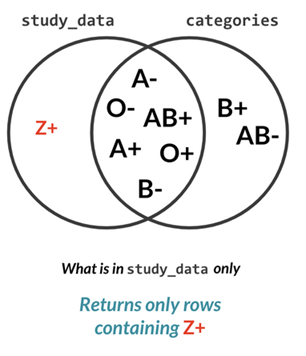 study_data categories
A-
O- AB+
Z+
A+ O+
B-
B+
AB-
What is in study_data only
Returns only rows
containing Z+